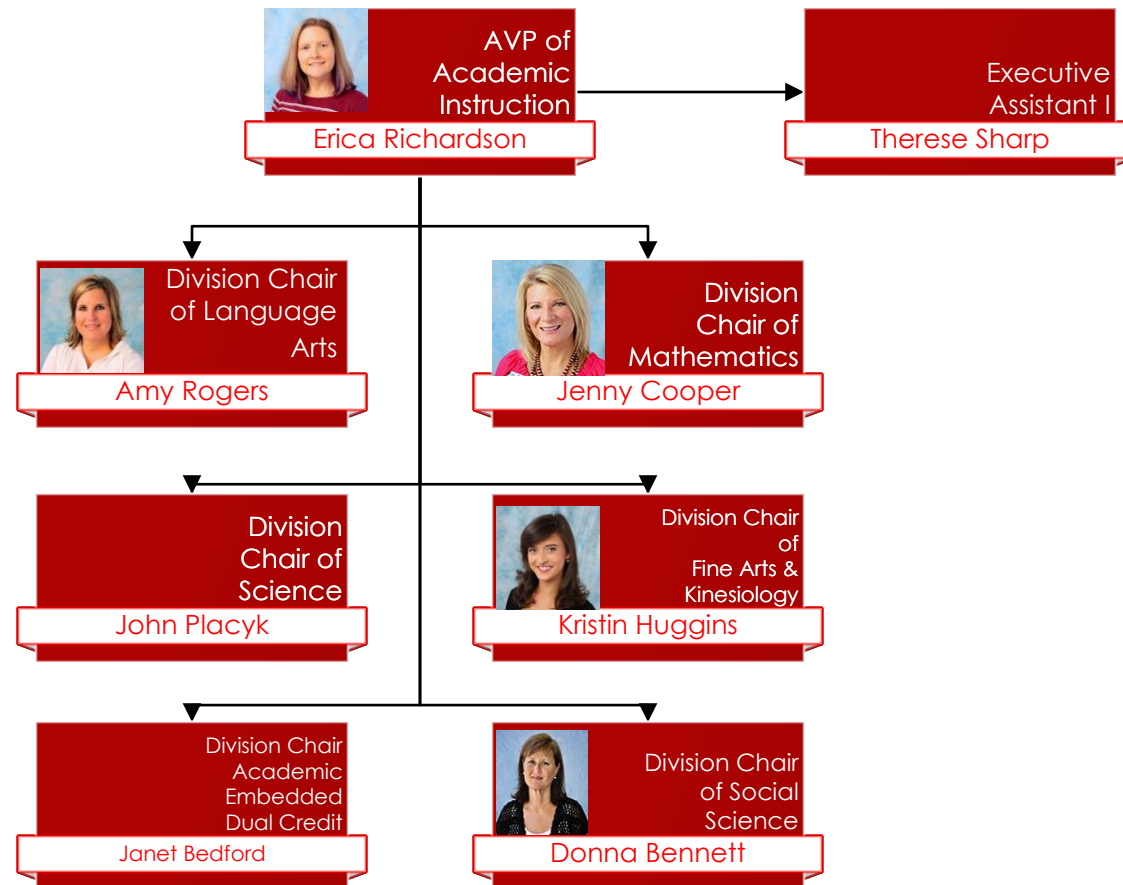 AVP of
Academic
Instruction
Erica Richardson
Executive
Assistant I
Therese Sharp
Division Chair
of Language
Arts
Amy Rogers
Division
Chair of
Mathematics
Jenny Cooper
Division
Chair of
Science
John Placyk
Division Chair
of
Fine Arts &
Kinesiology
Kristin Huggins
Division Chair
Academic
Embedded
Dual Credit
Janet Bedford
Division Chair
of Social
Science
Donna Bennett